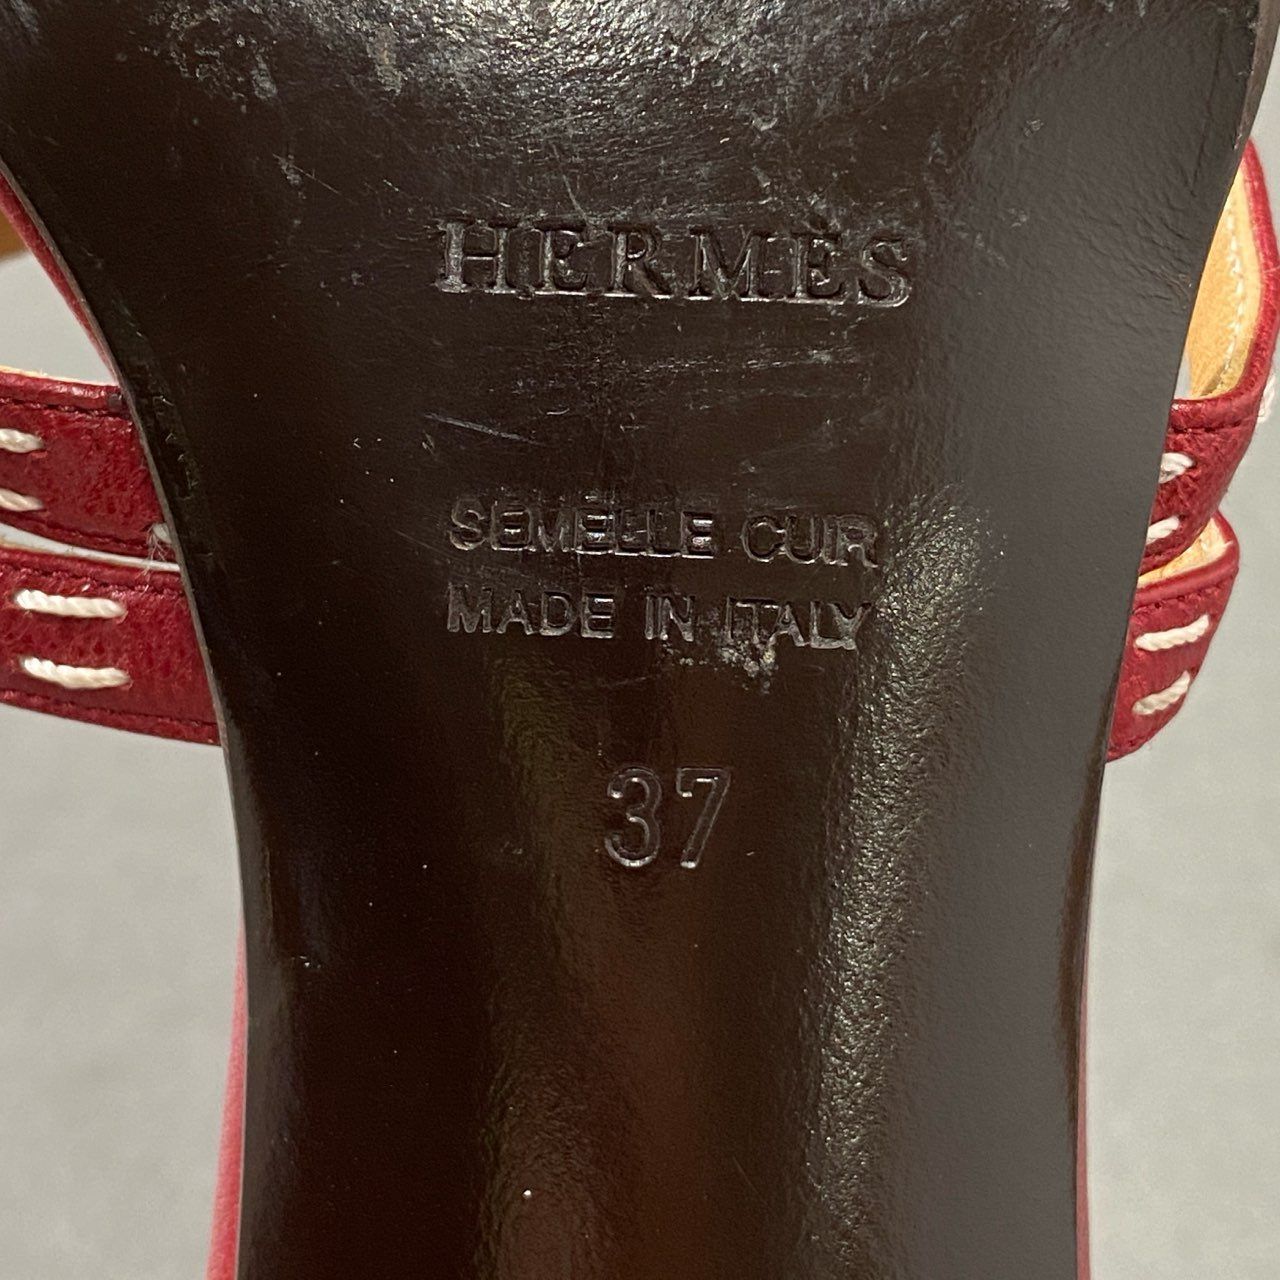 HERMÈS
SEMELLE CUIR
MADE IN ITALY
37